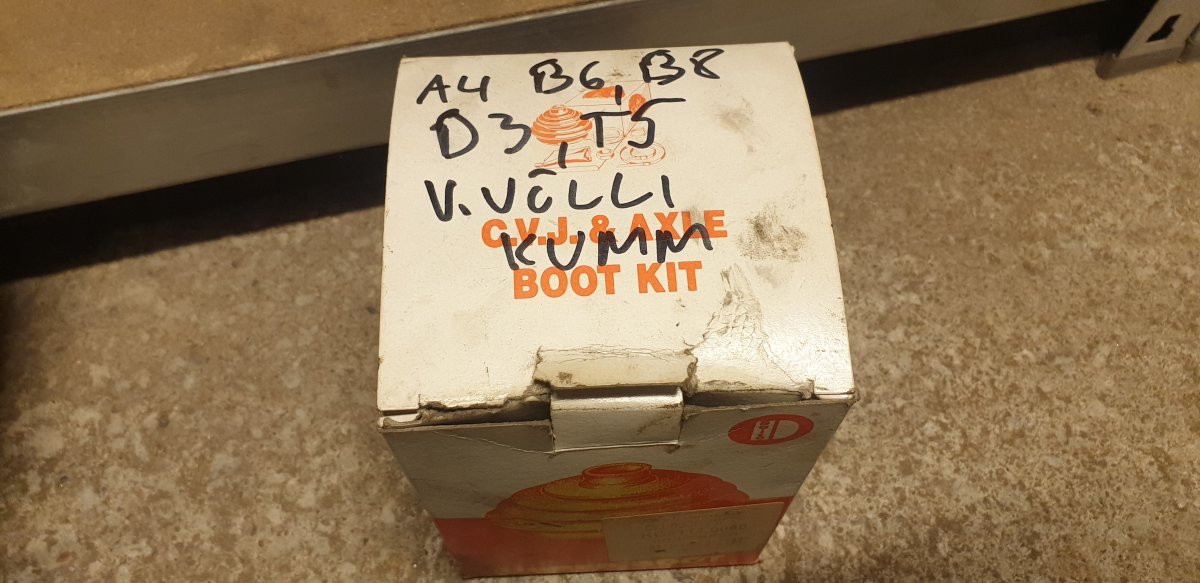 A4 B6, B8
D3, T5
V. VÕLLI
C.V.J. & AXLE
KUMM
BOOT KIT